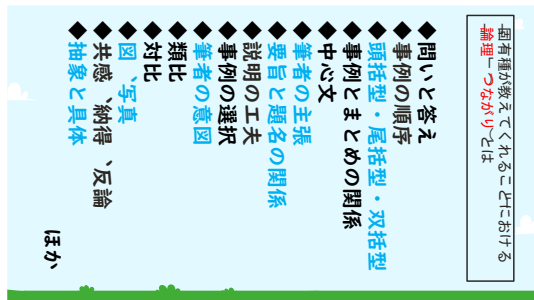 固有種が教えてくれることにおける
「論理＝つながり」とは
◆問いと答え
◆事例の順序
◆頭括型・尾括型・双括型
◆事例とまとめの関係
◆中心文
◆筆者の主張
◆要旨と題名の関係
◆説明の工夫
◆事例の選択
◆筆者の意図
◆類比
◆対比
◆図、写真
◆共感、納得、反論
◆抽象と具体
ほか